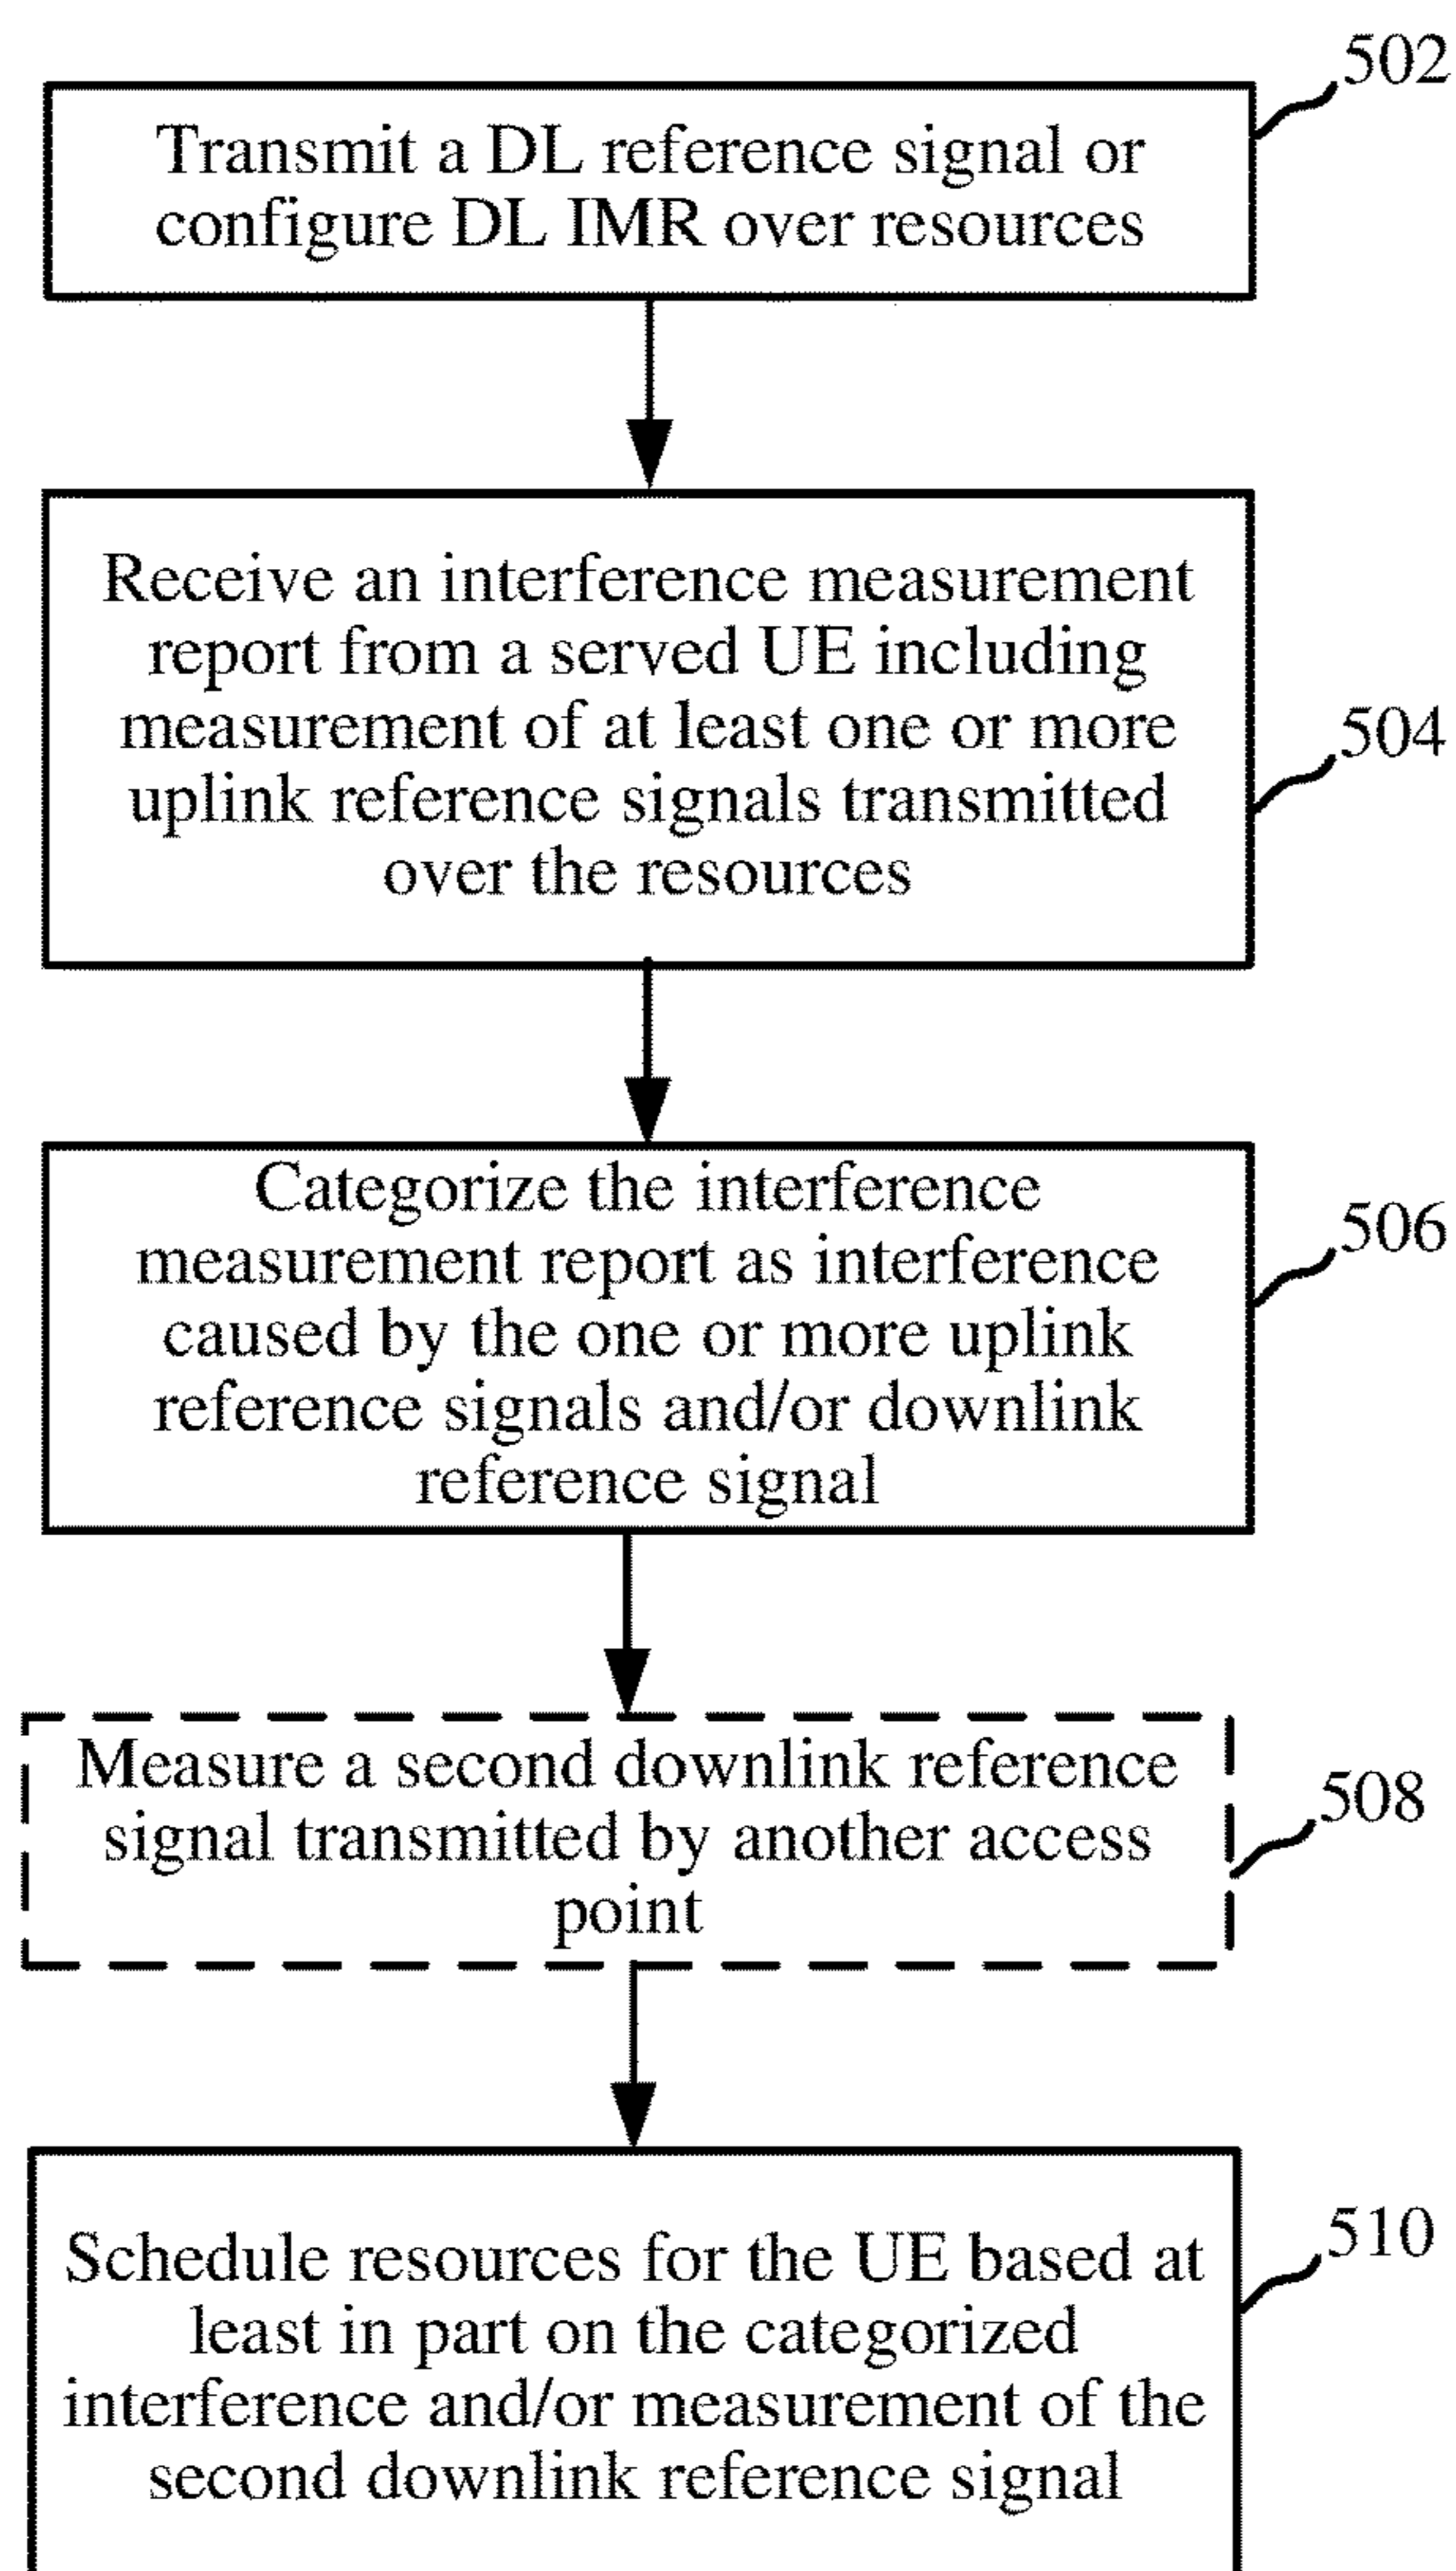 502
Transmit a DL reference signal or
configure DL IMR over resources
Receive an interference measurement
report from a served UE including
measurement of at least one or more
uplink reference signals transmitted
over the resources
504
Categorize the interference
measurement report as interference
caused by the one or more uplink
reference signals and/or downlink
reference signal
506
Measure a second downlink reference
signal transmitted by another access
point
508
Schedule resources for the UE based at
least in part on the categorized
interference and/or measurement of the
second downlink reference signal
510